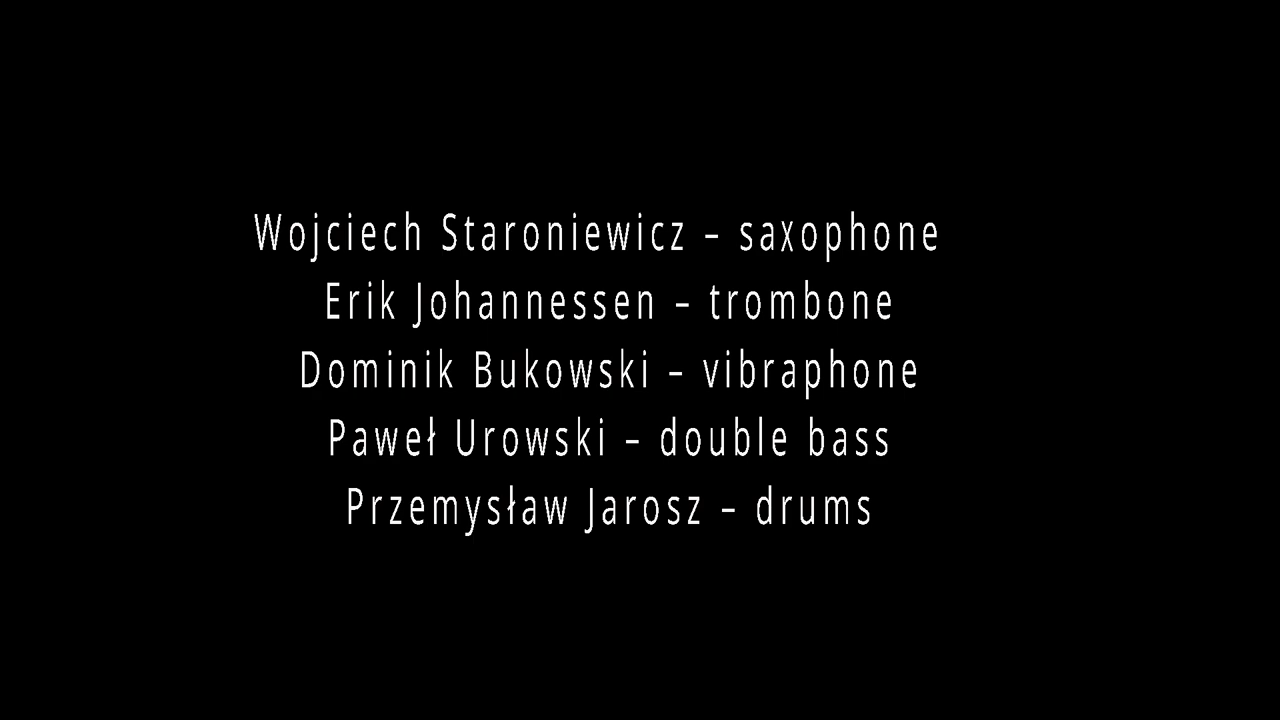 Wojciech Staroniewicz – saxophone
Erik Johannessen – trombone
Dominik Bukowski – vibraphone
Paweł Urowski – double bass
Przemysław Jarosz – drums